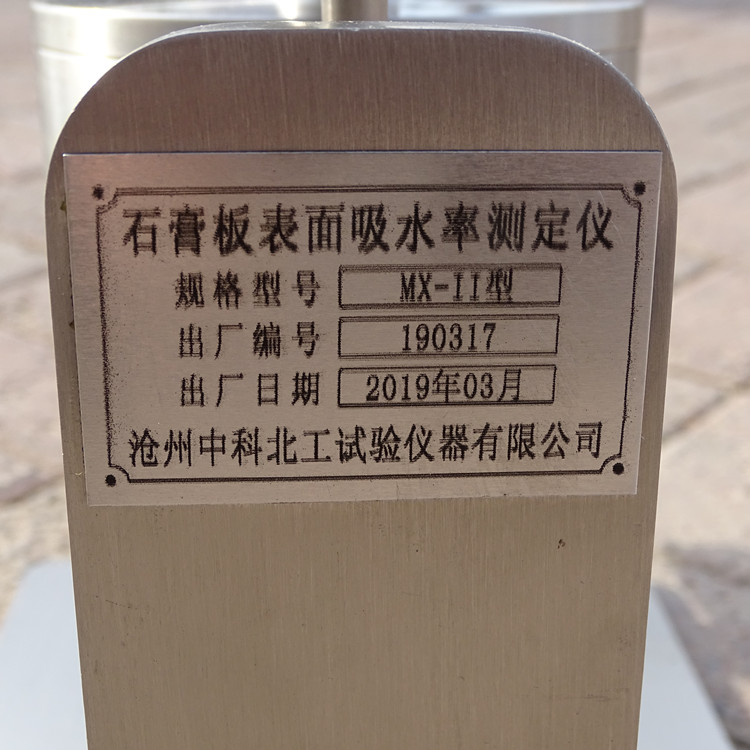 石膏板表面吸水率测定仪
规格型号 MX-II型
出厂编号 190317
出厂日期 2019年03月
沧州中科北工试验仪器有限公司